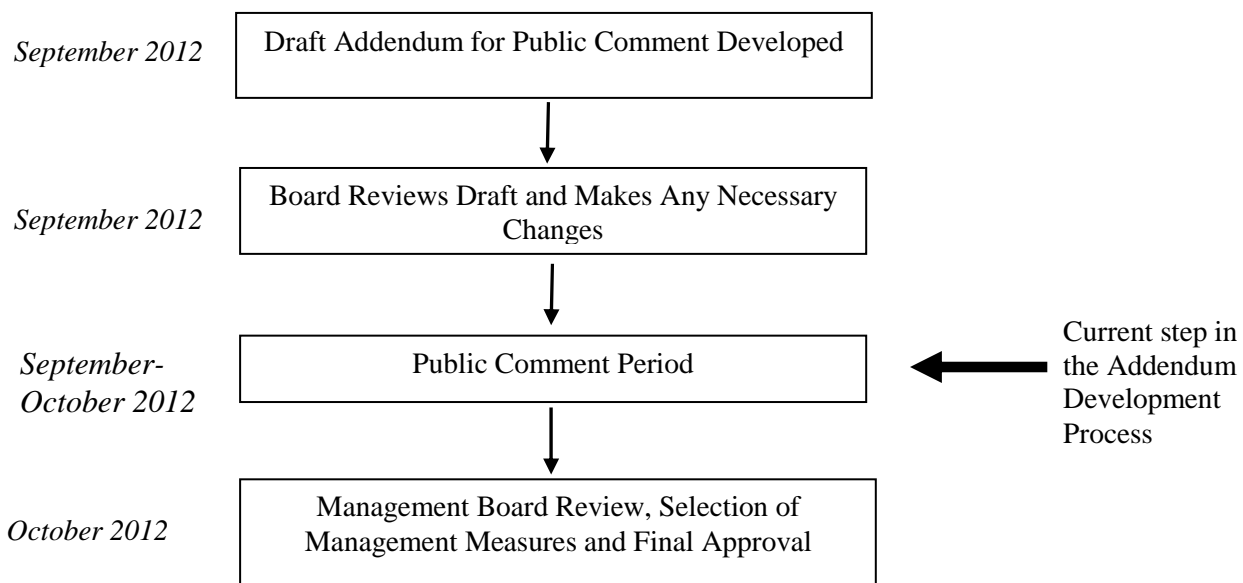 September 2012
Draft Addendum for Public Comment Developed
September 2012
Board Reviews Draft and Makes Any Necessary
Changes
September-
October 2012
Public Comment Period
Current step in
the Addendum
Development
Process
October 2012
Management Board Review, Selection of
Management Measures and Final Approval